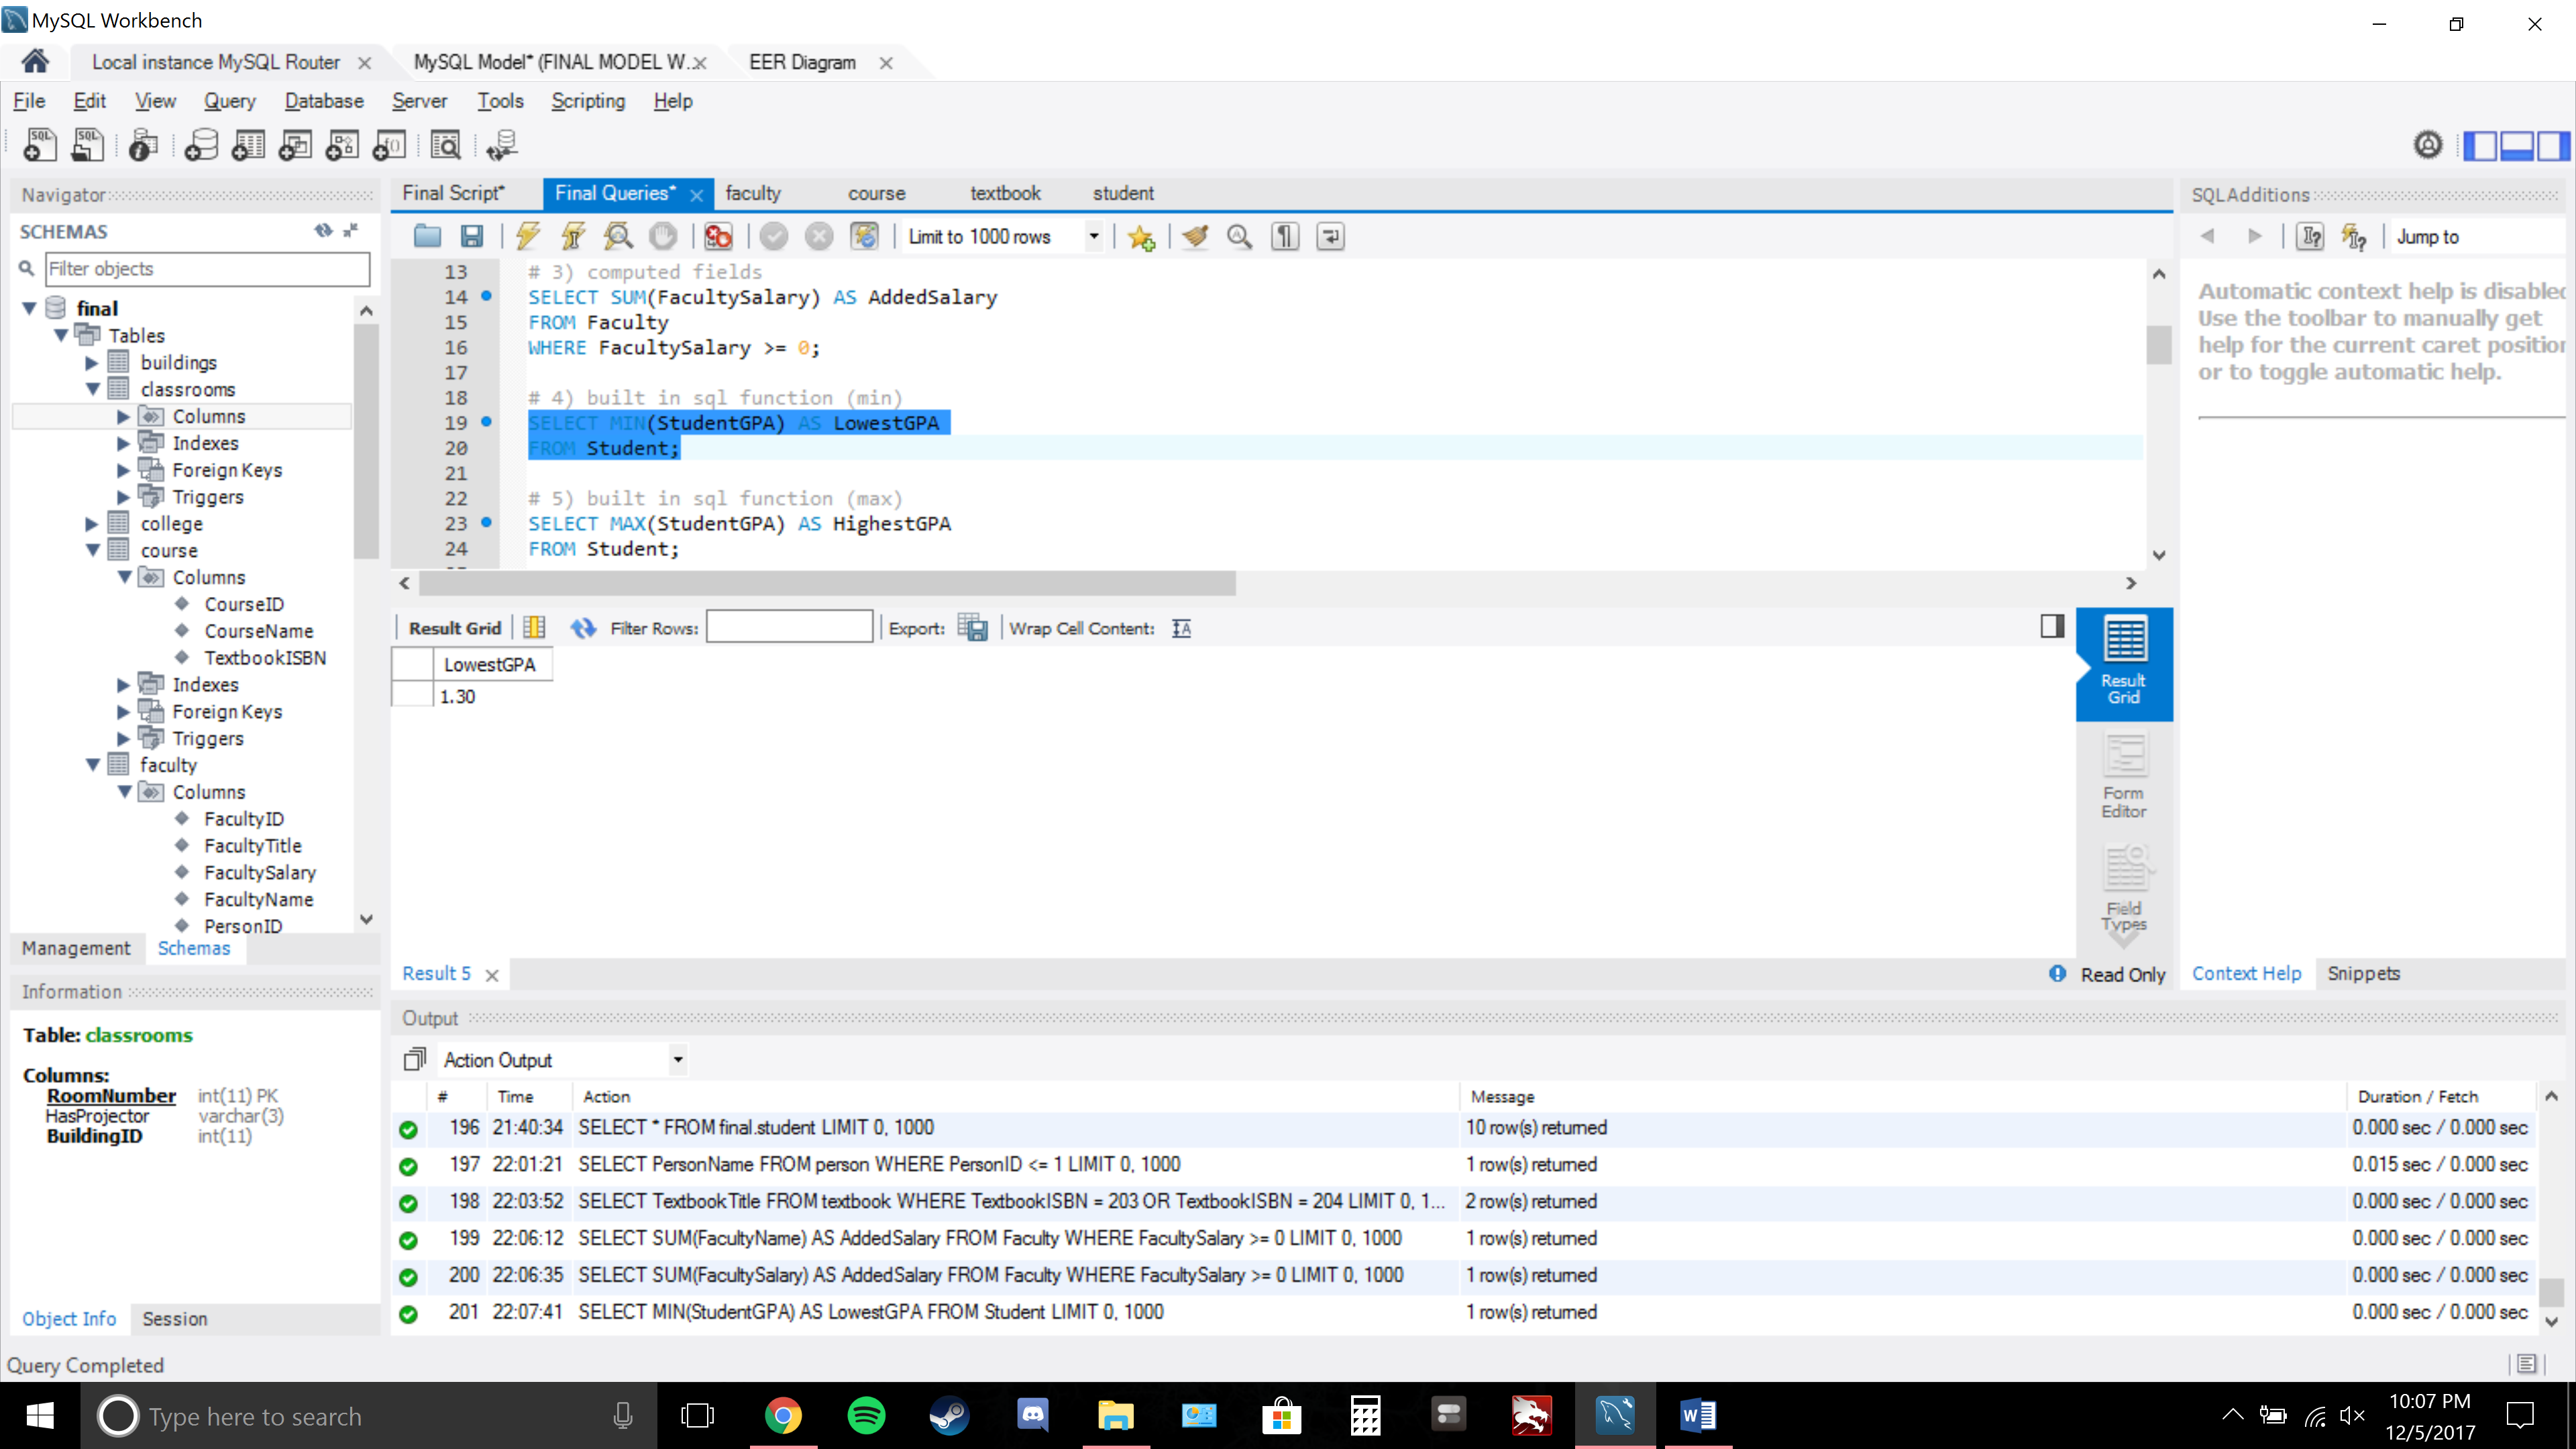 MySQL Workbench
Local instance MySQL Router
MySQL Model* (FINAL MODEL W...
EER Diagram
File Edit View Query Database Server Tools Scripting Help
Navigator
SCHEMAS
Filter objects
final
Tables
buildings
classrooms
Columns
Indexes
Foreign Keys
Triggers
college
course
Columns
CourseID
CourseName
TextbookISBN
Indexes
Foreign Keys
Triggers
faculty
Columns
FacultyID
FacultyTitle
FacultySalary
FacultyName
PersonID
Management Schemas
Information
Table: classrooms
Columns:
RoomNumber int(11) PK
HasProjector varchar(3)
BuildingID int(11)
Object Info Session
Query Completed
Final Script* Final Queries* faculty course textbook student
Limit to 1000 rows
13 # 3) computed fields
14 SELECT SUM(FacultySalary) AS AddedSalary
15 FROM Faculty
16 WHERE FacultySalary >= 0;
17
18 # 4) built in sql function (min)
19 SELECT MIN(StudentGPA) AS LowestGPA
20 FROM Student;
21
22 # 5) built in sql function (max)
23 SELECT MAX(StudentGPA) AS HighestGPA
24 FROM Student;
Result Grid Filter Rows: Export: Wrap Cell Content:
LowestGPA
1.30
Result Grid
Form Editor
Field Types
Result 5
Read Only
SQLAdditions
Jump to
Automatic context help is disabled
Use the toolbar to manually get
help for the current caret position
or to toggle automatic help.
Context Help Snippets
Output
Action Output
# Time Action Message Duration / Fetch
196 21:40:34 SELECT * FROM final.student LIMIT 0, 1000 10 row(s) returned 0.000 sec / 0.000 sec
197 22:01:21 SELECT PersonName FROM person WHERE PersonID <= 1 LIMIT 0, 1000 1 row(s) returned 0.015 sec / 0.000 sec
198 22:03:52 SELECT TextbookTitle FROM textbook WHERE TextbookISBN = 203 OR TextbookISBN = 204 LIMIT 0, 1... 2 row(s) returned 0.000 sec / 0.000 sec
199 22:06:12 SELECT SUM(FacultyName) AS AddedSalary FROM Faculty WHERE FacultySalary >= 0 LIMIT 0, 1000 1 row(s) returned 0.000 sec / 0.000 sec
200 22:06:35 SELECT SUM(FacultySalary) AS AddedSalary FROM Faculty WHERE FacultySalary >= 0 LIMIT 0, 1000 1 row(s) returned 0.000 sec / 0.000 sec
201 22:07:41 SELECT MIN(StudentGPA) AS LowestGPA FROM Student LIMIT 0, 1000 1 row(s) returned 0.000 sec / 0.000 sec
Type here to search
10:07 PM
12/5/2017